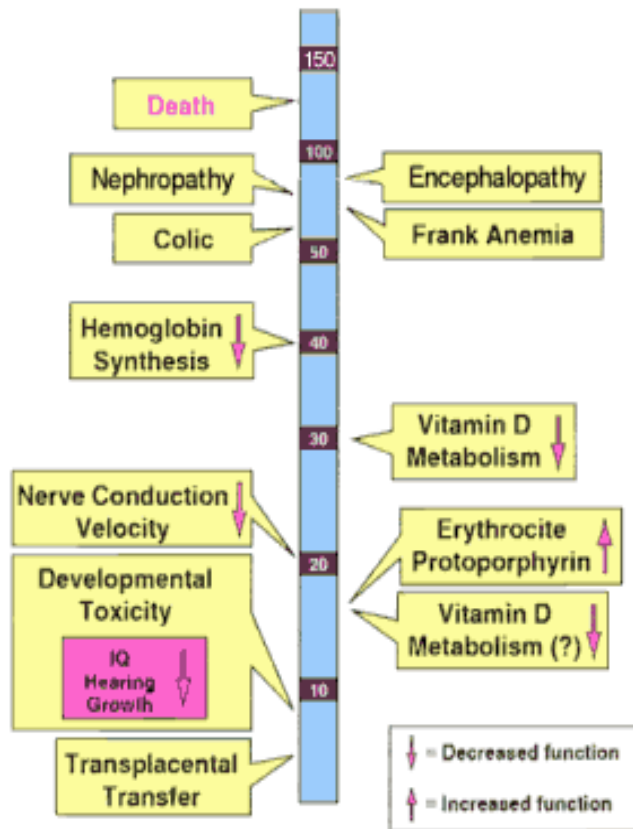 150
Death
100
Nephropathy
Encephalopathy
Colic
Frank Anemia
50
Hemoglobin
Synthesis
40
30
Vitamin D
Metabolism
Nerve Conduction
Velocity
Erythrocite
Protoporphyrin
20
Developmental
Toxicity
Vitamin D
Metabolism (?)
IQ
Hearing
Growth
10
Transplacental
Transfer
= Decreased function
= Increased function